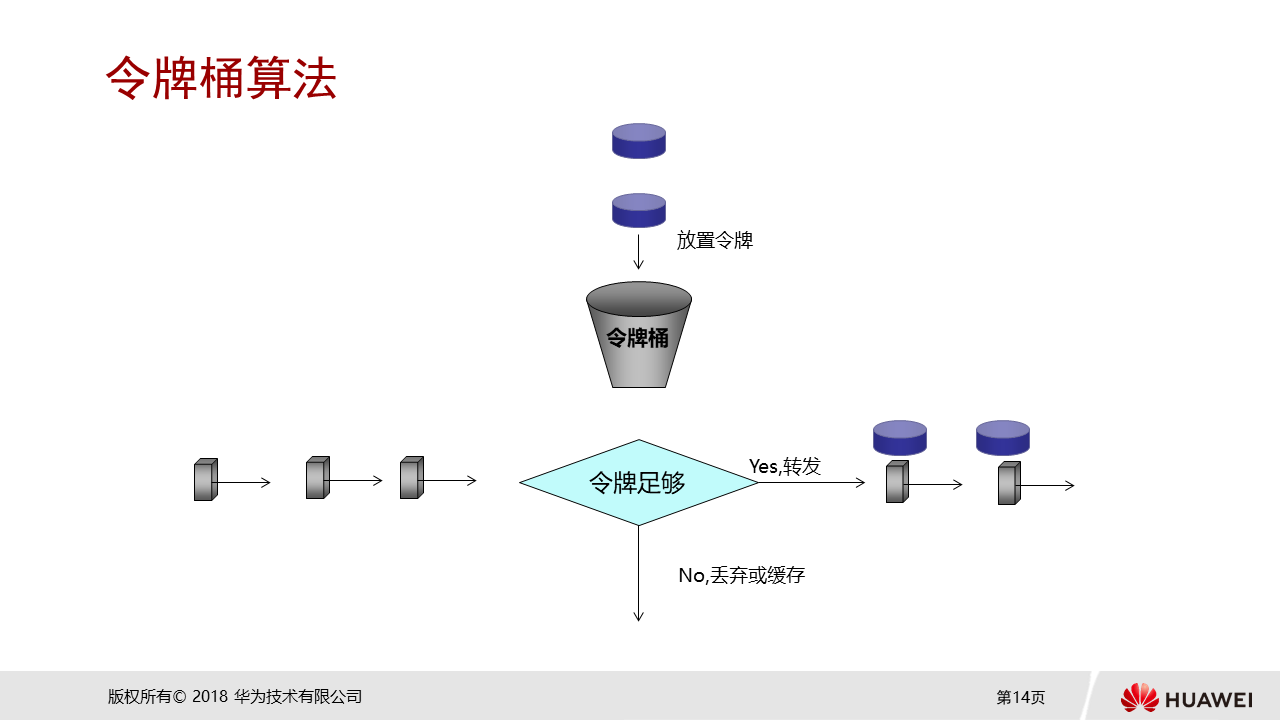 令牌桶算法
放置令牌
令牌桶
令牌足够
Yes,转发
No,丢弃或缓存
版权所有© 2018 华为技术有限公司
第14页
HUAWEI